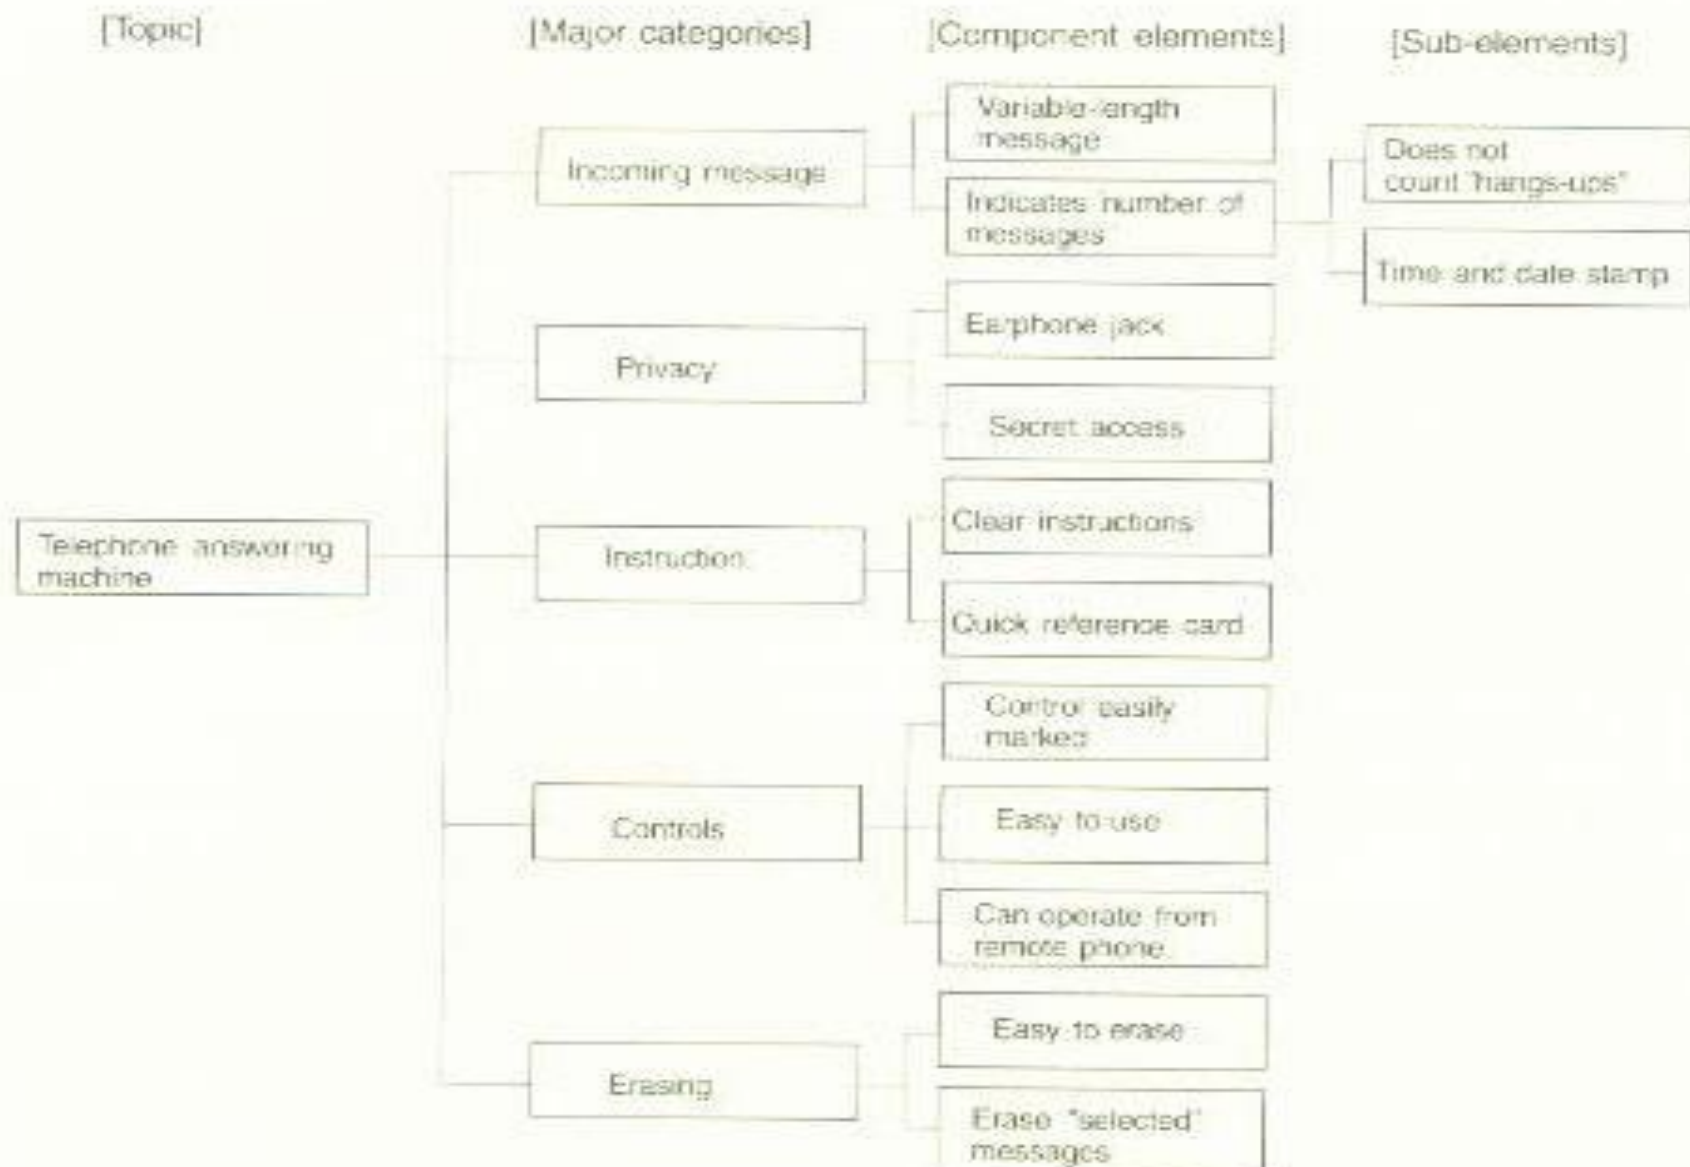 [Topic]
[Major categories]
[Component elements]
[Sub-elements]
Telephone answering
machine
Incoming message
Variable-length
message
Indicates number of
messages
Does not
count "hangs-ups"
Time and date stamp
Privacy
Earphone jack
Secret access
Instruction
Clear instructions
Quick reference card
Controls
Control easily
marked
Easy to use
Can operate from
remote phone
Erasing
Easy to erase
Erase "selected"
messages